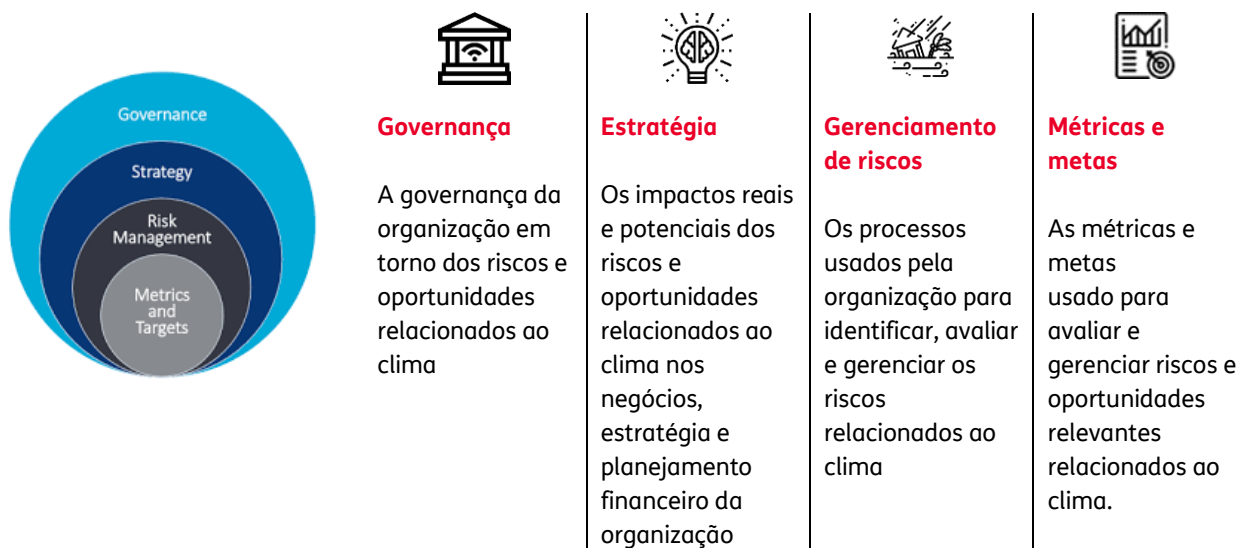 Governance
Strategy
Risk
Management
Metrics
and
Targets
Governança
A governança da
organização em
torno dos riscos e
oportunidades
relacionados ao
clima
Estratégia
Os impactos reais
e potenciais dos
riscos e
oportunidades
relacionados ao
clima nos
negócios,
estratégia e
planejamento
financeiro da
organização
Gerenciamento
de riscos
Os processos
usados pela
organização para
identificar, avaliar
e gerenciar os
riscos
relacionados ao
clima
Métricas e
metas
As métricas e
metas
usado para
avaliar e
gerenciar riscos e
oportunidades
relevantes
relacionados ao
clima.